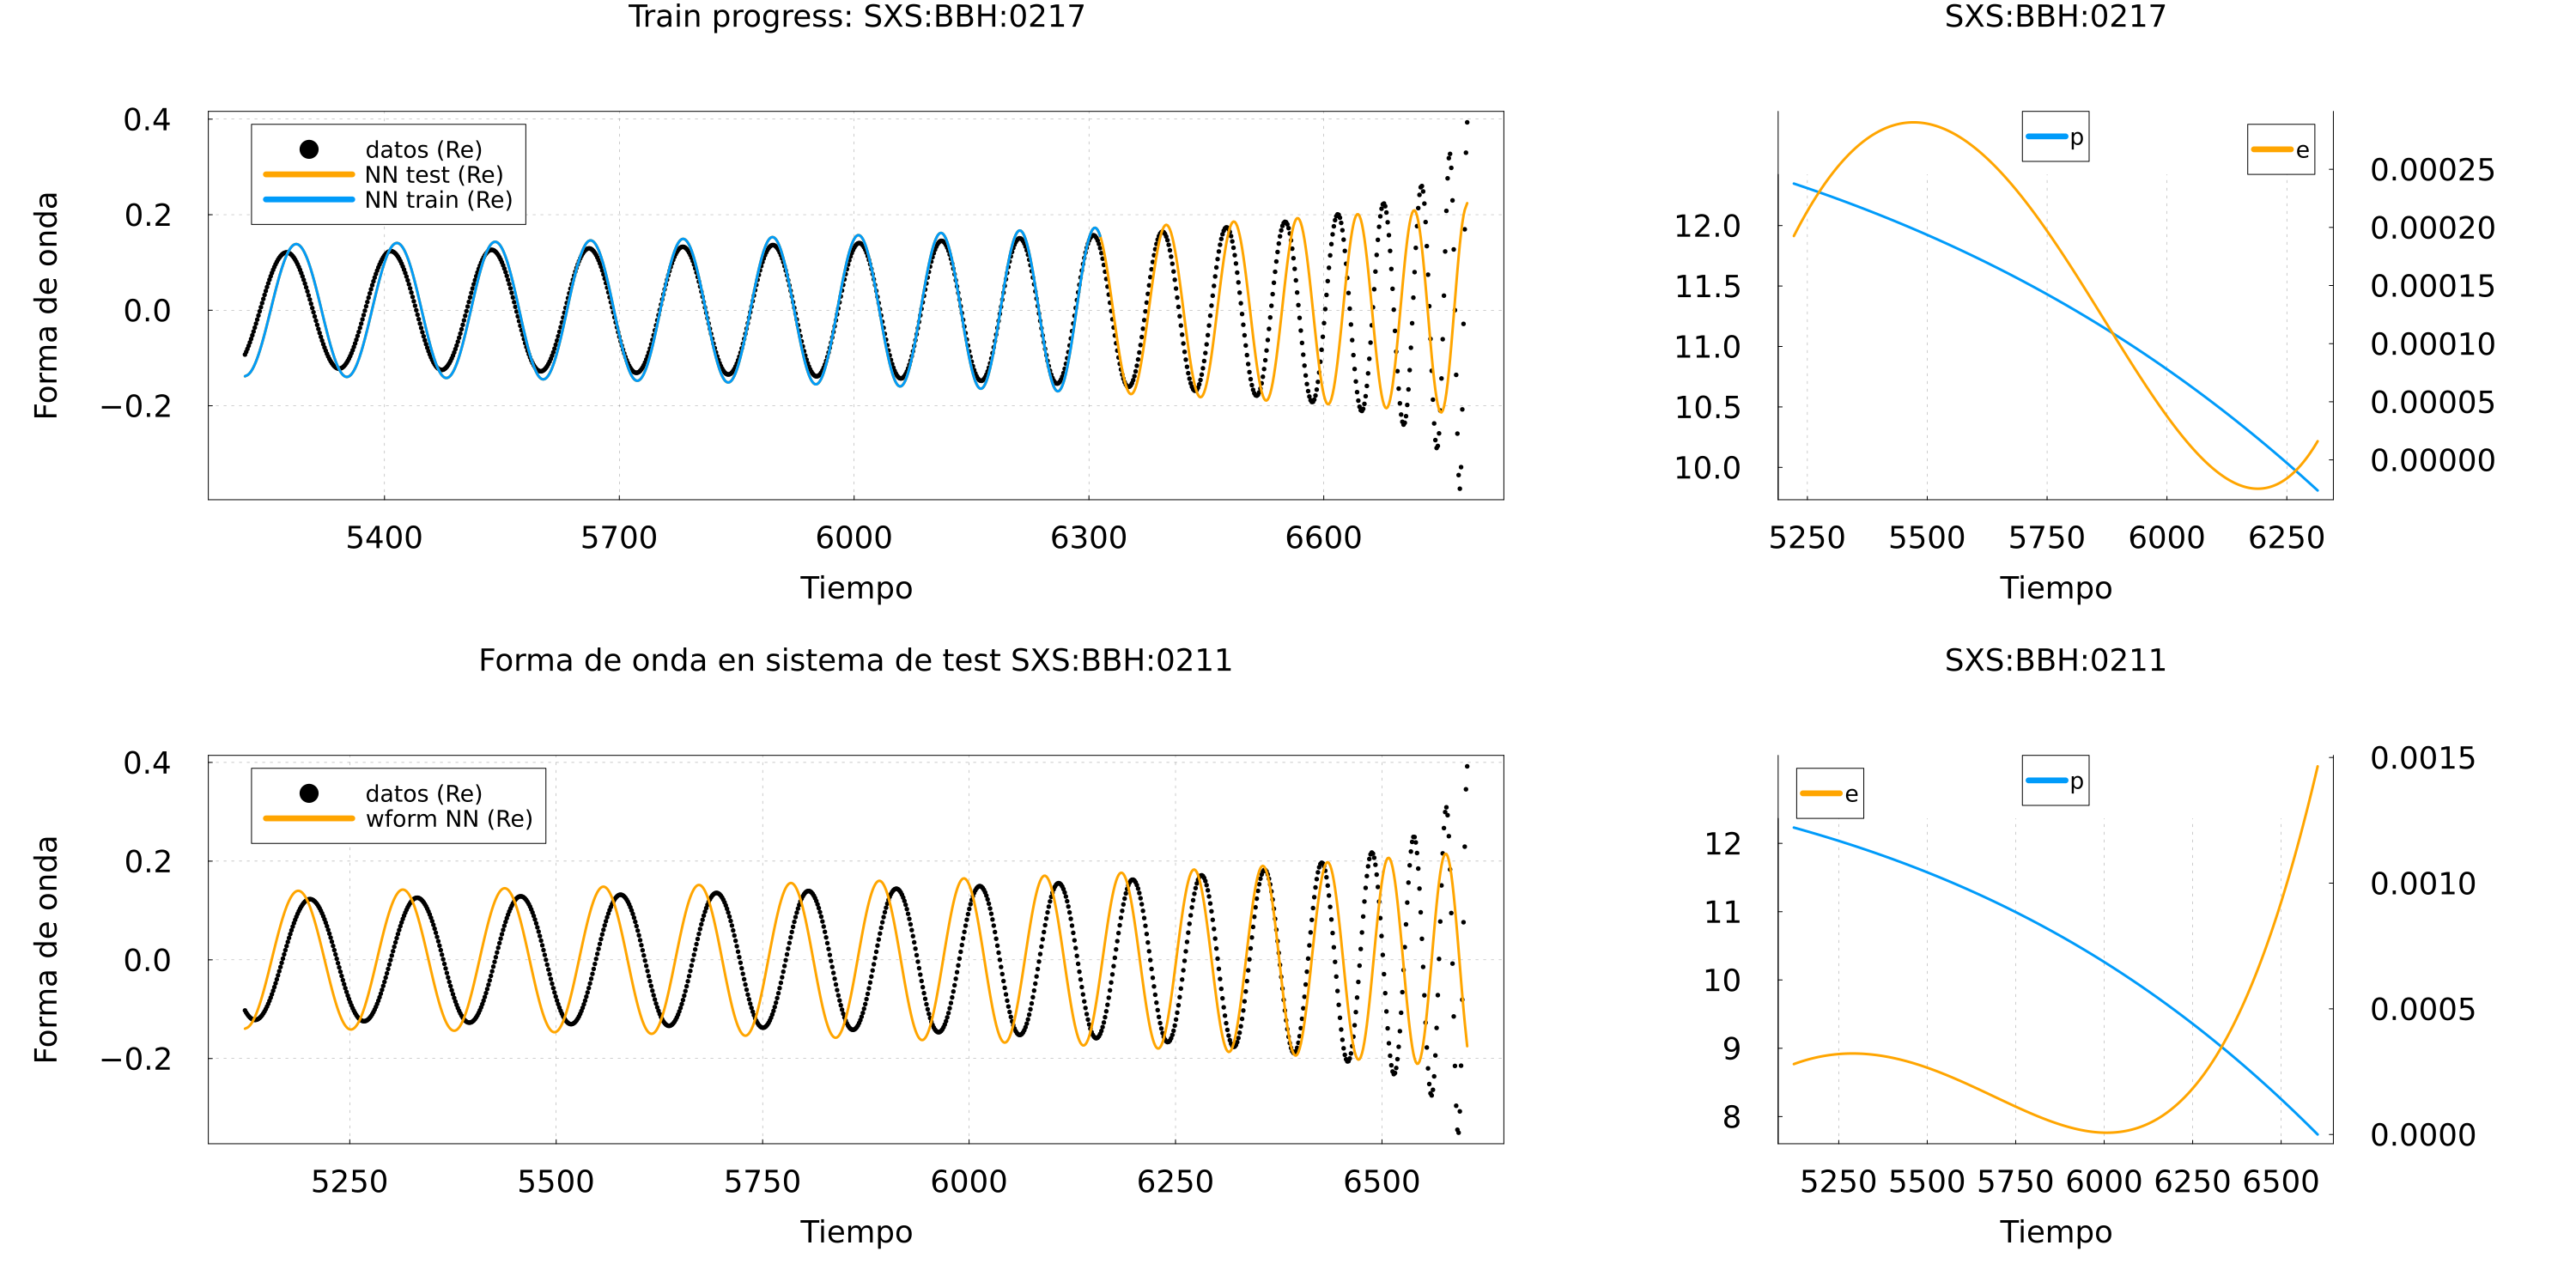 Train progress: SXS:BBH:0217
Forma de onda
0.4
0.2
0.0
−0.2
datos (Re)
NN test (Re)
NN train (Re)
5400 5700 6000 6300 6600
Tiempo
SXS:BBH:0217
p
e
12.0
11.5
11.0
10.5
10.0
0.00025
0.00020
0.00015
0.00010
0.00005
0.00000
5250 5500 5750 6000 6250
Tiempo
Forma de onda en sistema de test SXS:BBH:0211
Forma de onda
0.4
0.2
0.0
−0.2
datos (Re)
wform NN (Re)
5250 5500 5750 6000 6250 6500
Tiempo
SXS:BBH:0211
e
p
12
11
10
9
8
0.0015
0.0010
0.0005
0.0000
5250 5500 5750 6000 6250 6500
Tiempo